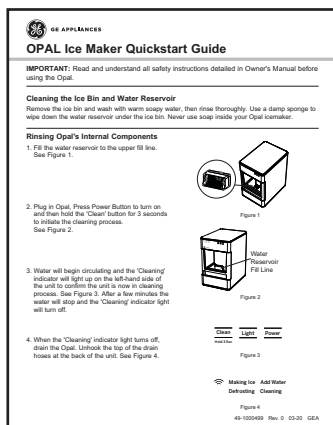 GE APPLIANCES
OPAL Ice Maker Quickstart Guide
IMPORTANT: Read and understand all safety instructions detailed in Owner's Manual before
using the Opal.
Cleaning the Ice Bin and Water Reservoir
Remove the ice bin and wash with warm soapy water, then rinse thoroughly. Use a damp sponge to
wipe down the water reservoir under the ice bin. Never use soap inside your Opal icemaker.
Rinsing Opal's Internal Components
1. Fill the water reservoir to the upper fill line.
See Figure 1.
Figure 1
2. Plug in Opal, Press Power Button to turn on
and then hold the 'Clean' button for 3 seconds
to initiate the cleaning process.
See Figure 2.
Water
Reservoir
Fill Line
Figure 2
3. Water will begin circulating and the 'Cleaning'
indicator will light up on the left-hand side of
the unit to confirm the unit is now in cleaning
process. See Figure 3. After a few minutes the
water will stop and the 'Cleaning' indicator light
will turn off.
Clean Light Power
Hold 3 Sec
Figure 3
4. When the 'Cleaning' indicator light turns off,
drain the Opal. Unhook the top of the drain
hoses at the back of the unit. See Figure 4.
Making Ice Add Water
Defrosting Cleaning
Figure 4
49-1000499 Rev. 0 03-20 GEA